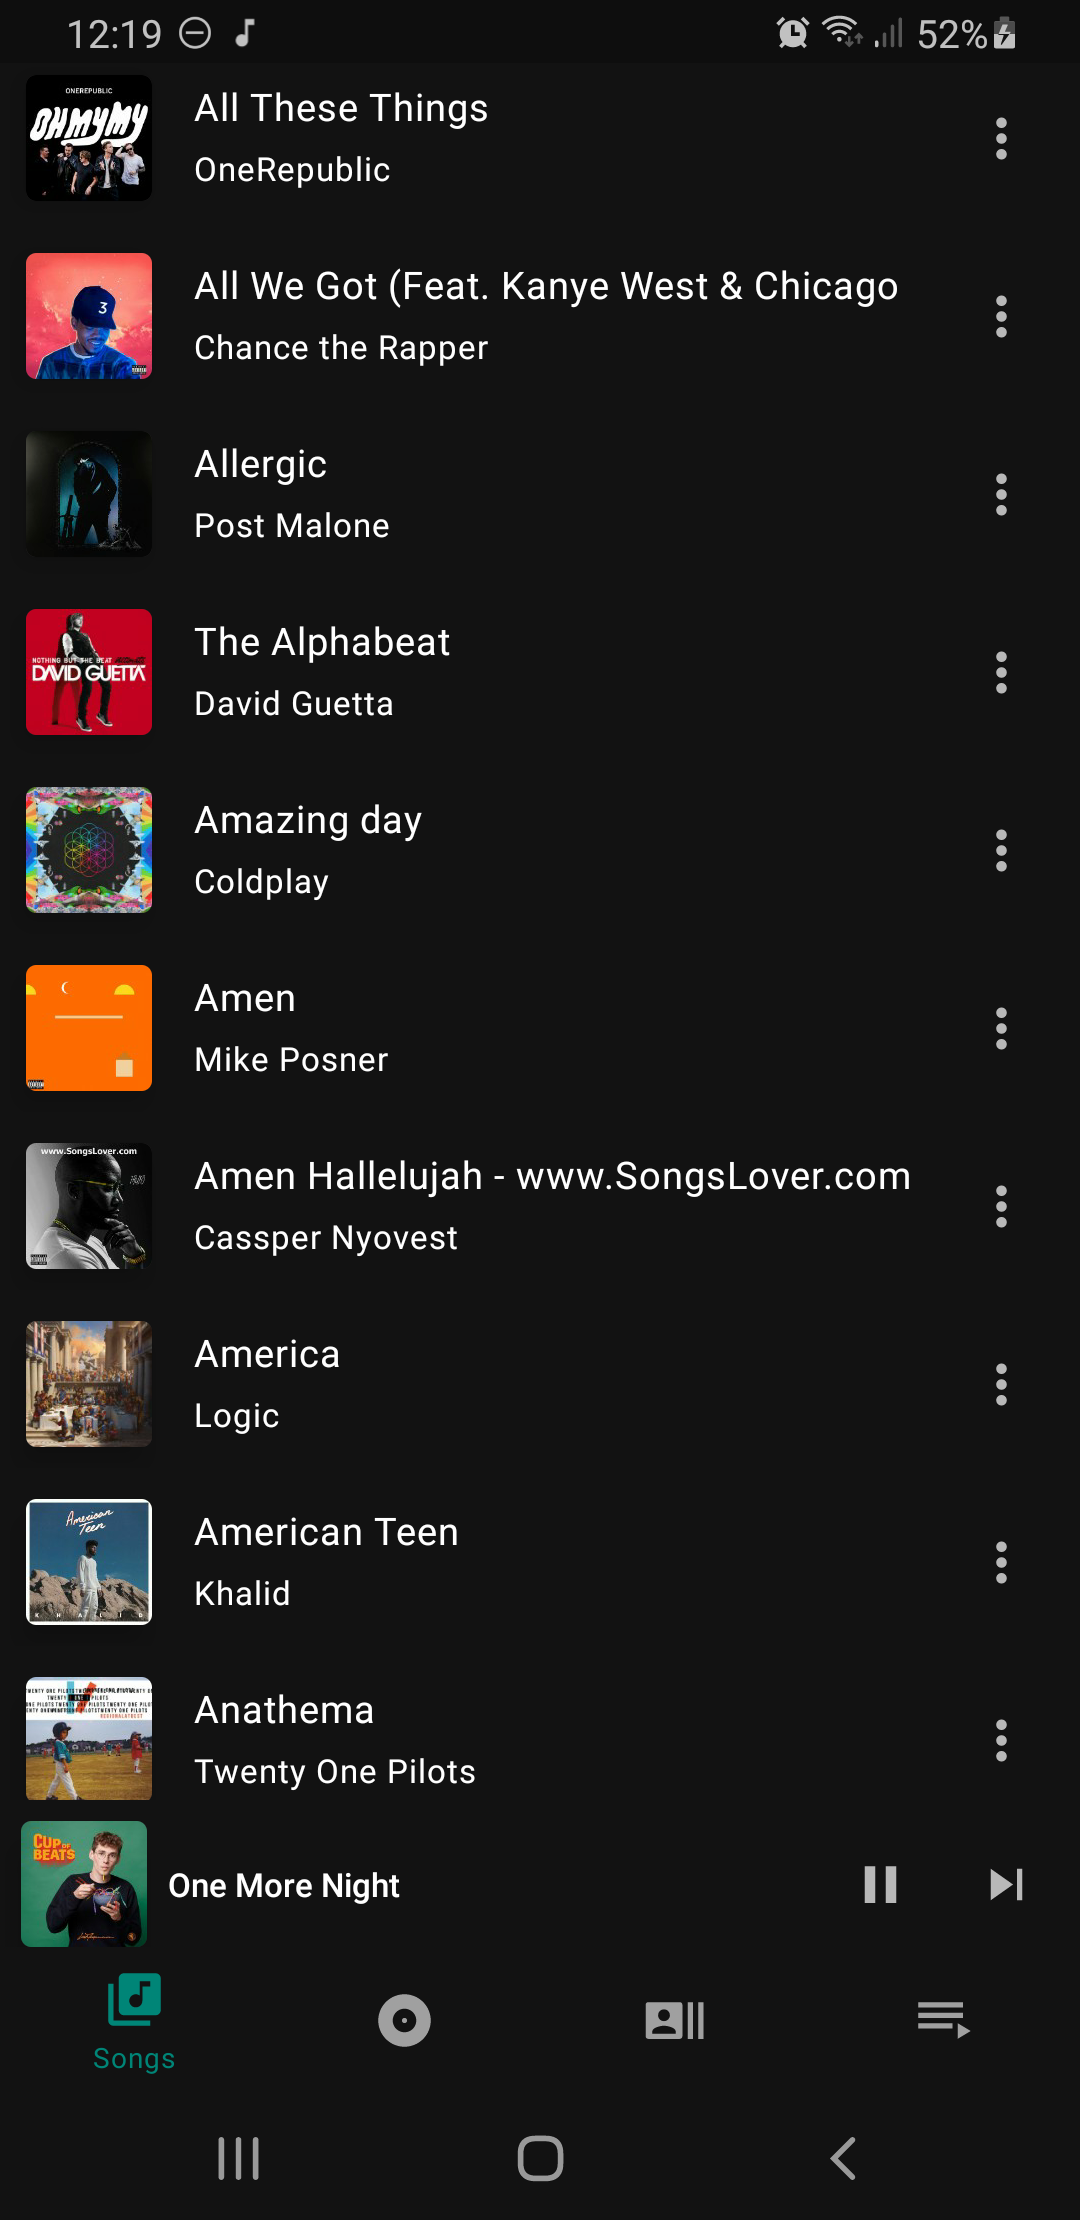 12:19
52%
ONEREPUBLIC
OH MY MY
All These Things
OneRepublic
3
All We Got (Feat. Kanye West & Chicago
Chance the Rapper
Allergic
Post Malone
NOTHING BUT THE BEAT
DAVID GUETTA
The Alphabeat
David Guetta
Amazing day
Coldplay
Amen
Mike Posner
www.SongsLover.com
Amen Hallelujah - www.SongsLover.com
Cassper Nyovest
America
Logic
American
Teen
KHALID
American Teen
Khalid
Anathema
Twenty One Pilots
CUP OF
BEATS
One More Night
Songs